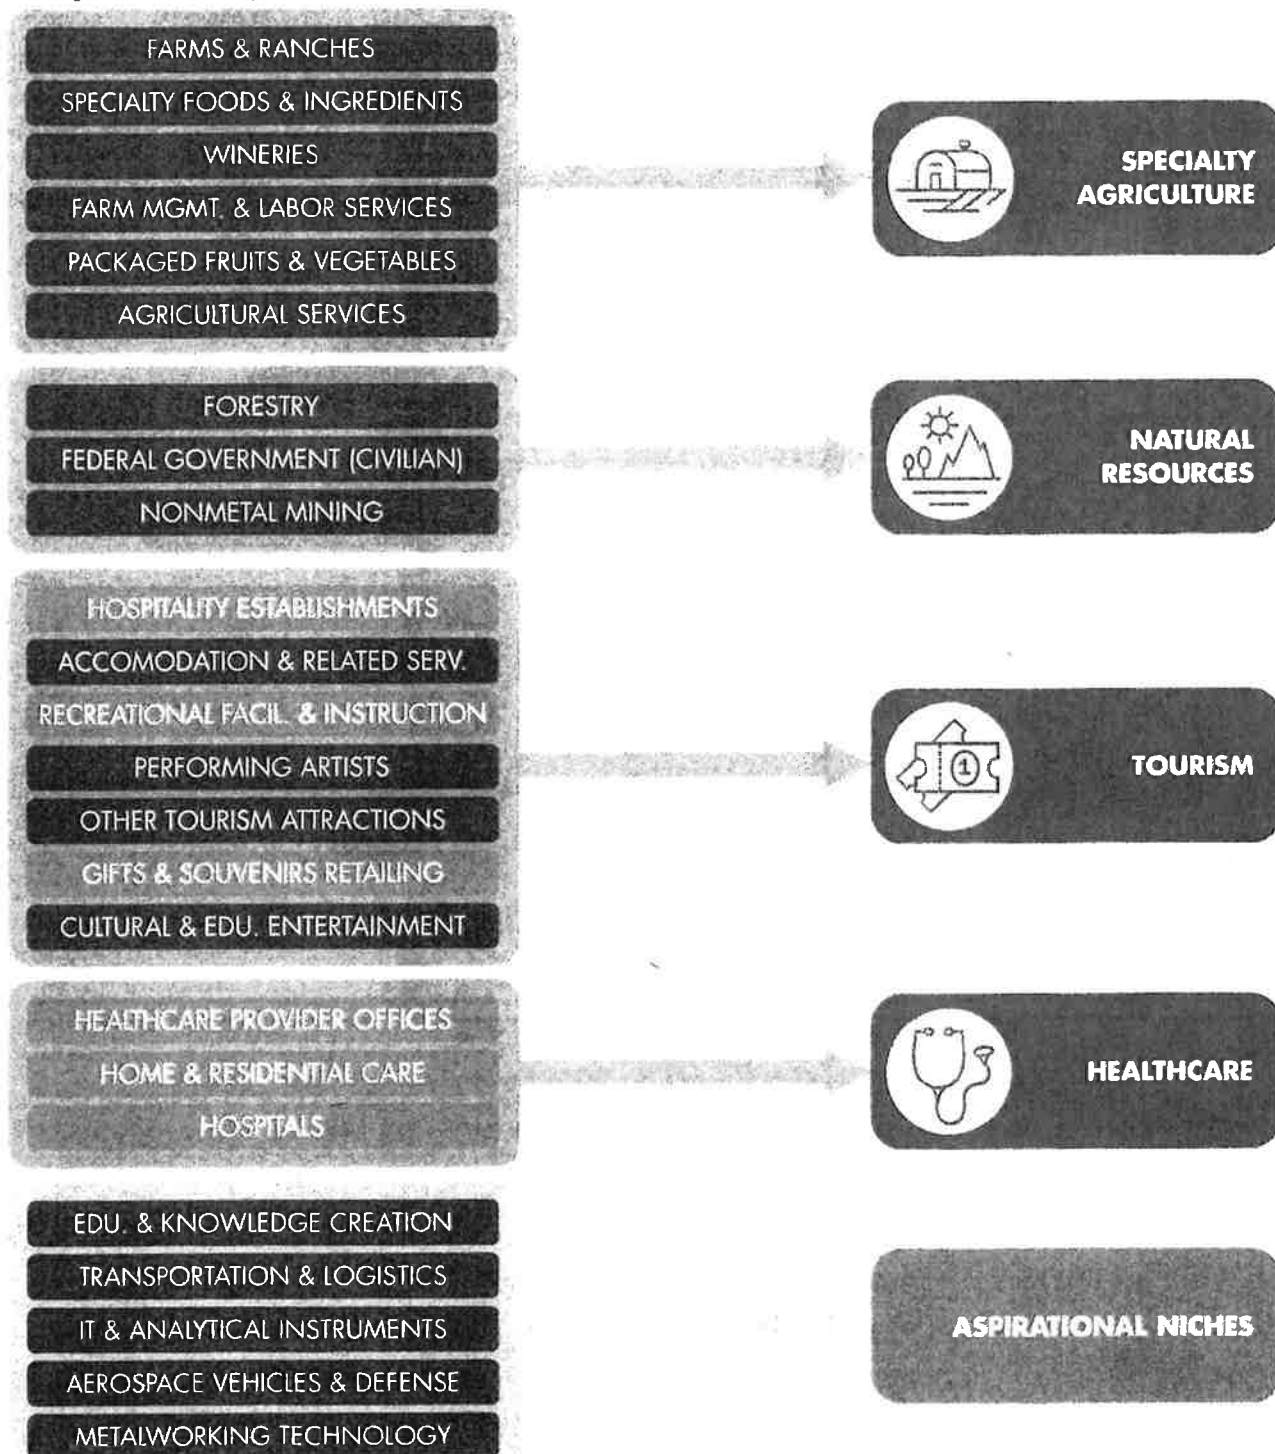 FARMS & RANCHES
SPECIALTY FOODS & INGREDIENTS
WINERIES
FARM MGMT. & LABOR SERVICES
PACKAGED FRUITS & VEGETABLES
AGRICULTURAL SERVICES
SPECIALTY
AGRICULTURE
FORESTRY
FEDERAL GOVERNMENT (CIVILIAN)
NONMETAL MINING
NATURAL
RESOURCES
HOSPITALITY ESTABLISHMENTS
ACCOMODATION & RELATED SERV.
RECREATIONAL FACIL. & INSTRUCTION
PERFORMING ARTISTS
OTHER TOURISM ATTRACTIONS
GIFTS & SOUVENIRS RETAILING
CULTURAL & EDU. ENTERTAINMENT
1
TOURISM
HEALTHCARE PROVIDER OFFICES
HOME & RESIDENTIAL CARE
HOSPITALS
HEALTHCARE
EDU. & KNOWLEDGE CREATION
TRANSPORTATION & LOGISTICS
IT & ANALYTICAL INSTRUMENTS
AEROSPACE VEHICLES & DEFENSE
METALWORKING TECHNOLOGY
ASPIRATIONAL NICHES